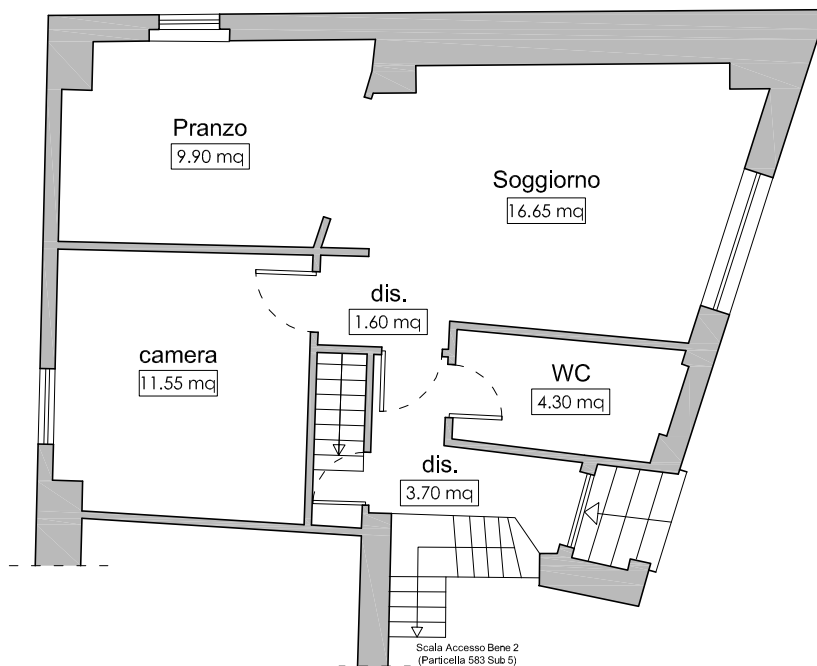 Pranzo
9.90 mq
Soggiorno
16.65 mq
dis.
1.60 mq
camera
11.55 mq
WC
4.30 mq
dis.
3.70 mq
Scala Accesso Bene 2
(Particella 583 Sub 5)